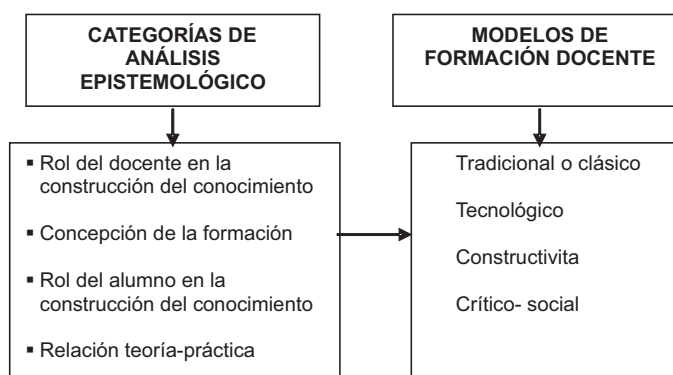 CATEGORÍAS DE
ANÁLISIS
EPISTEMOLÓGICO
MODELOS DE
FORMACIÓN DOCENTE
▪ Rol del docente en la
construcción del conocimiento
▪ Concepción de la formación
▪ Rol del alumno en la
construcción del conocimiento
▪ Relación teoría-práctica
Tradicional o clásico
Tecnológico
Constructivita
Crítico- social